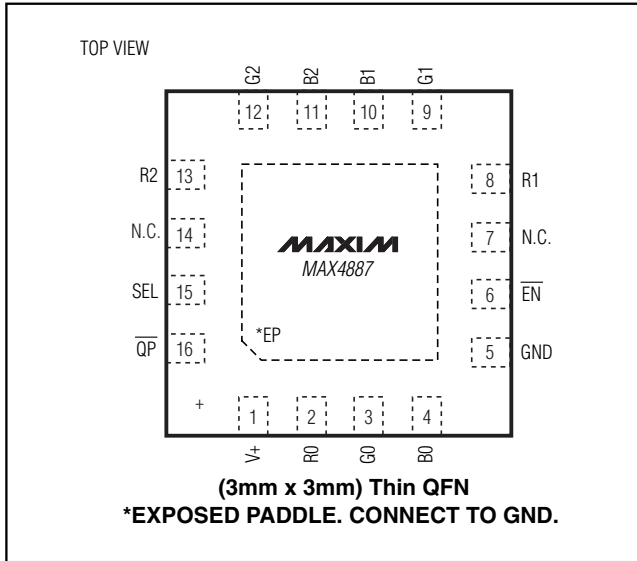 TOP VIEW
G2 B2 B1 G1
12 11 10 9
R2 13 8 R1
N.C. 14 7 N.C.
MAXIM
MAX4887
SEL 15 6 E̅N̅
*EP
Q̅P̅ 16 5 GND
+
1 2 3 4
V+ R0 G0 B0
(3mm x 3mm) Thin QFN
*EXPOSED PADDLE. CONNECT TO GND.